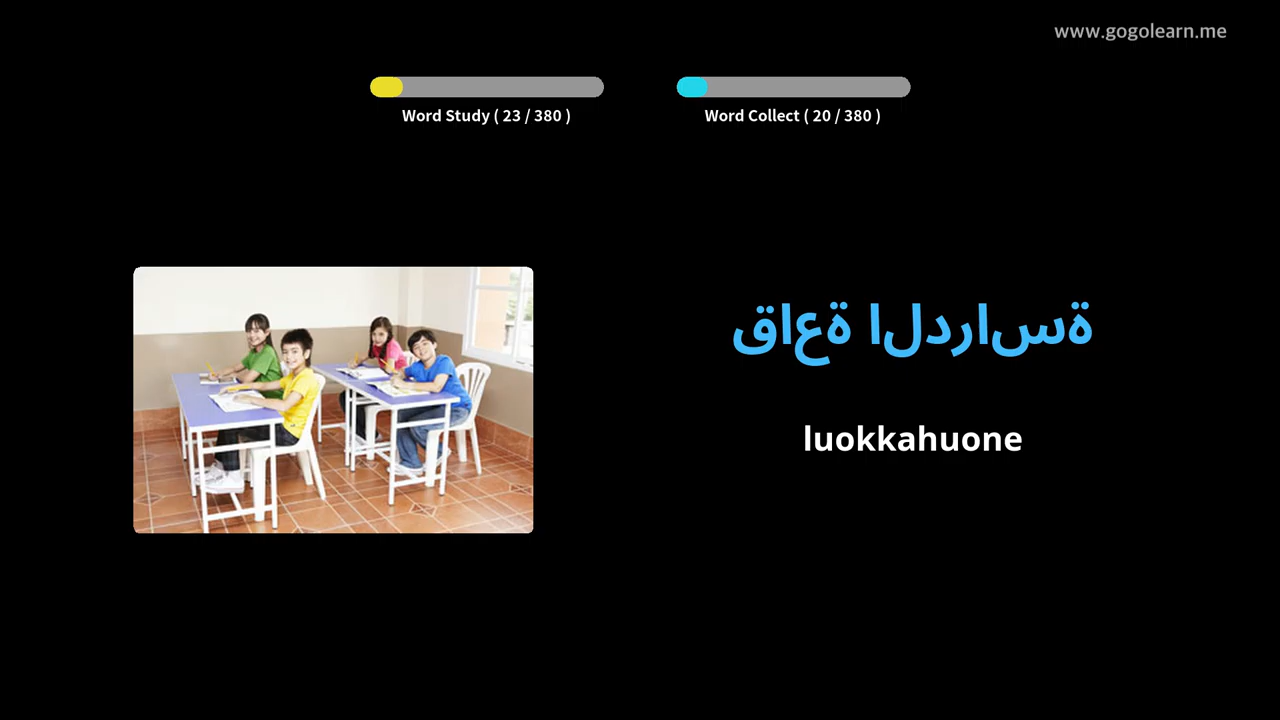 www.gogolearn.me
Word Study ( 23 / 380 )
Word Collect ( 20 / 380 )
قاعة الدراسة
luokkahuone